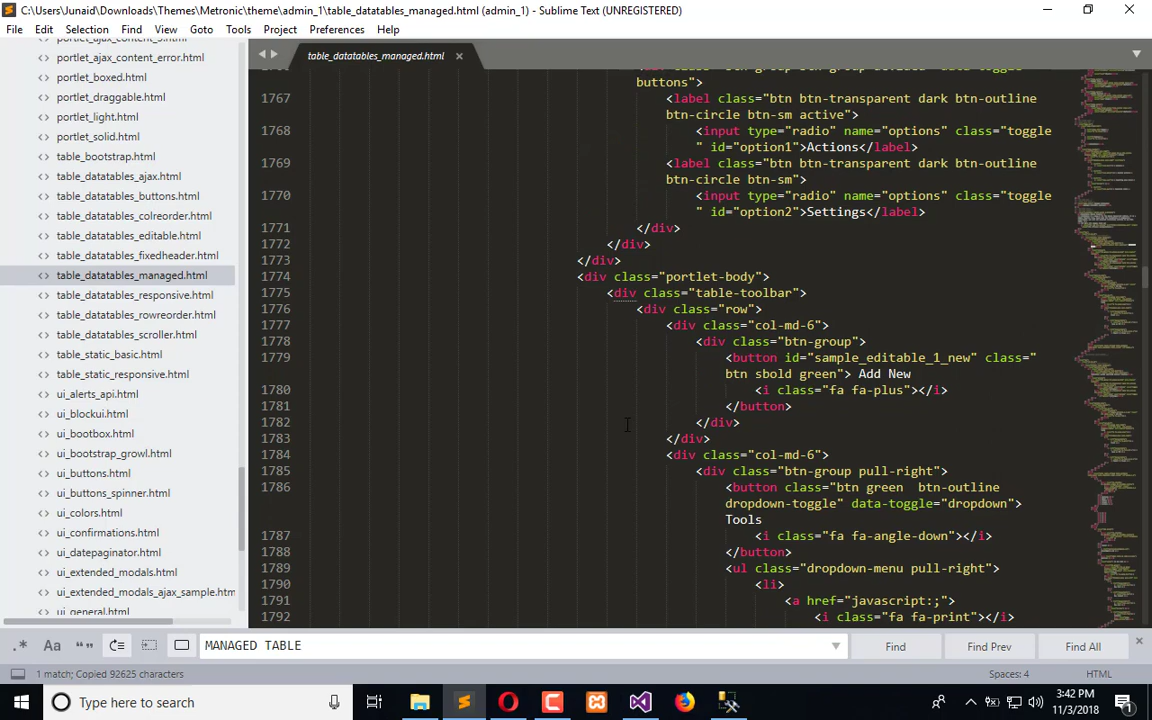 C:\Users\Junaid\Downloads\Themes\Metronic\theme\admin_1\table_datatables_managed.html (admin_1) - Sublime Text (UNREGISTERED)
File Edit Selection Find View Goto Tools Project Preferences Help
portlet_ajax_content_3.html
portlet_ajax_content_error.html
portlet_boxed.html
portlet_draggable.html
portlet_light.html
portlet_solid.html
table_bootstrap.html
table_datatables_ajax.html
table_datatables_buttons.html
table_datatables_colreorder.html
table_datatables_editable.html
table_datatables_fixedheader.html
table_datatables_managed.html
table_datatables_responsive.html
table_datatables_rowreorder.html
table_datatables_scroller.html
table_static_basic.html
table_static_responsive.html
ui_alerts_api.html
ui_blockui.html
ui_bootbox.html
ui_bootstrap_growl.html
ui_buttons.html
ui_buttons_spinner.html
ui_colors.html
ui_confirmations.html
ui_datepaginator.html
ui_extended_modals.html
ui_extended_modals_ajax_sample.htm
ui_general.html
table_datatables_managed.html
buttons">
1767 <label class="btn btn-transparent dark btn-outline
btn-circle btn-sm active">
1768 <input type="radio" name="options" class="toggle
" id="option1">Actions</label>
1769 <label class="btn btn-transparent dark btn-outline
btn-circle btn-sm">
1770 <input type="radio" name="options" class="toggle
" id="option2">Settings</label>
1771 </div>
1772 </div>
1773 </div>
1774 <div class="portlet-body">
1775 <div class="table-toolbar">
1776 <div class="row">
1777 <div class="col-md-6">
1778 <div class="btn-group">
1779 <button id="sample_editable_1_new" class="
btn sbold green"> Add New
1780 <i class="fa fa-plus"></i>
1781 </button>
1782 </div>
1783 </div>
1784 <div class="col-md-6">
1785 <div class="btn-group pull-right">
1786 <button class="btn green  btn-outline
dropdown-toggle" data-toggle="dropdown">
Tools
1787 <i class="fa fa-angle-down"></i>
1788 </button>
1789 <ul class="dropdown-menu pull-right">
1790 <li>
1791 <a href="javascript:;">
1792 <i class="fa fa-print"></i>
.* Aa “” MANAGED TABLE Find Find Prev Find All
1 match; Copied 92625 characters Spaces: 4 HTML
Type here to search
3:42 PM
11/3/2018
1